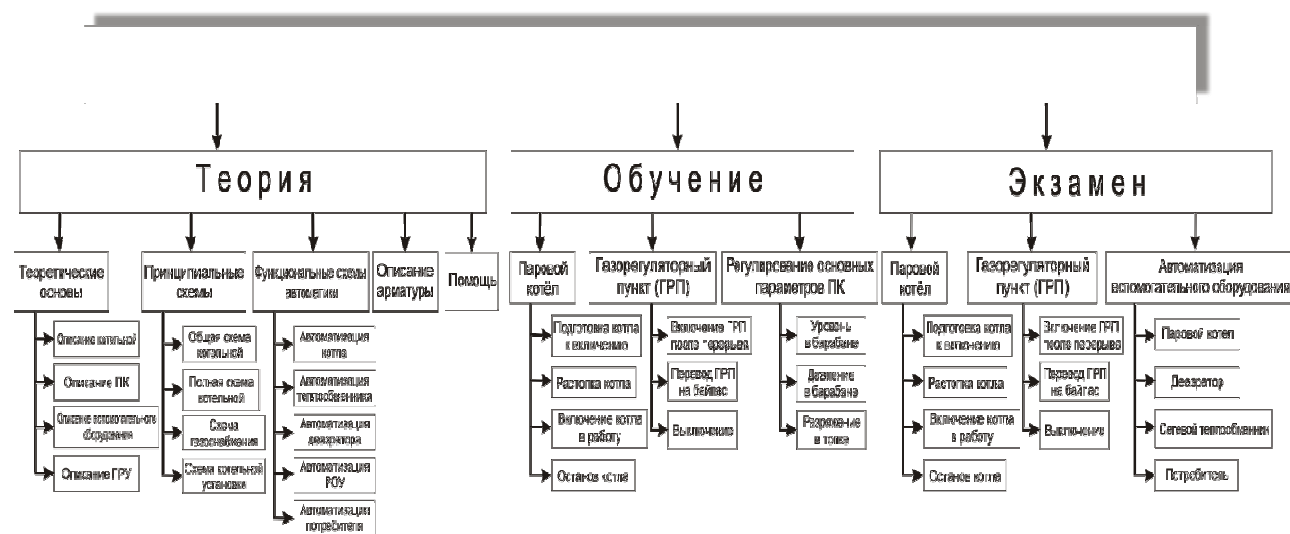 Теория
Обучение
Экзамен
Теоретические
основы
Принципиальные
схемы
Функциональные схемы
автоматики
Описание
арматуры
Помощь
Паровой
котёл
Газорегуляторный
пункт (ГРП)
Регулирование основных
параметров ПК
Паровой
котёл
Газорегуляторный
пункт (ГРП)
Автоматизация
вспомогательного оборудования
Описание котельной
Описание ПК
Описание вспомогательного
оборудования
Описание ГРУ
Общая схема
котельной
Полная схема
котельной
Схема
газоснабжения
Схема котельной
установки
Автоматизация
котла
Автоматизация
теплообменника
Автоматизация
деаэратора
Автоматизация
РОУ
Автоматизация
потребителя
Подготовка котла
к включению
Растопка котла
Включение котла
в работу
Останов котла
Включение ГРП
после перерыва
Перевод ГРП
на байпас
Выключение
Уровень
в барабане
Давление
в барабане
Разрежение
в топке
Подготовка котла
к включению
Растопка котла
Включение котла
в работу
Останов котла
Включение ГРП
после перерыва
Перевод ГРП
на байпас
Выключение
Паровой котел
Деаэратор
Сетевой теплообменник
Потребитель